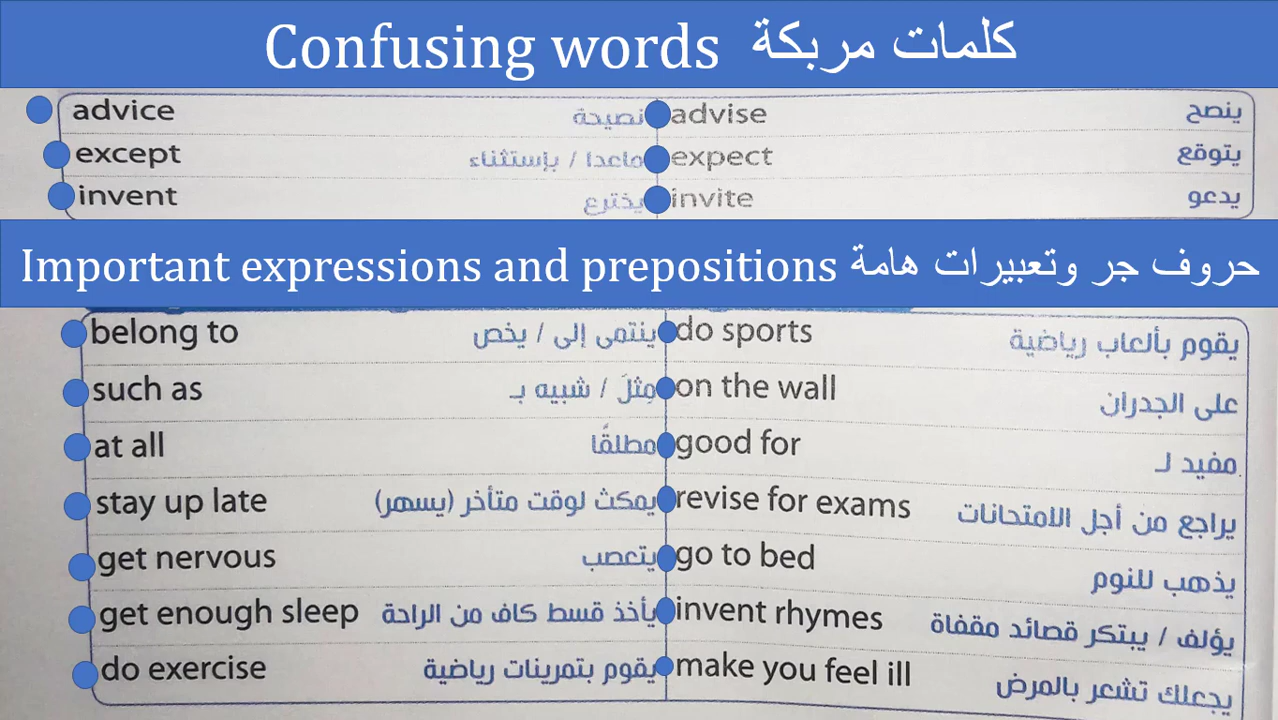 Confusing words كلمات مربكة
advice نصيحة advise ينصح
except ماعدا / بإستثناء expect يتوقع
invent يخترع invite يدعو
Important expressions and prepositions حروف جر وتعبيرات هامة
belong to ينتمى إلى / يخص do sports يقوم بألعاب رياضية
such as مِثلَ / شبيه بـ on the wall على الجدران
at all مطلقًا good for مفيد لـ
stay up late يمكث لوقت متأخر (يسهر) revise for exams يراجع من أجل الامتحانات
get nervous يتعصب go to bed يذهب للنوم
get enough sleep يأخذ قسط كاف من الراحة invent rhymes يؤلف / يبتكر قصائد مقفاة
do exercise يقوم بتمرينات رياضية make you feel ill يجعلك تشعر بالمرض